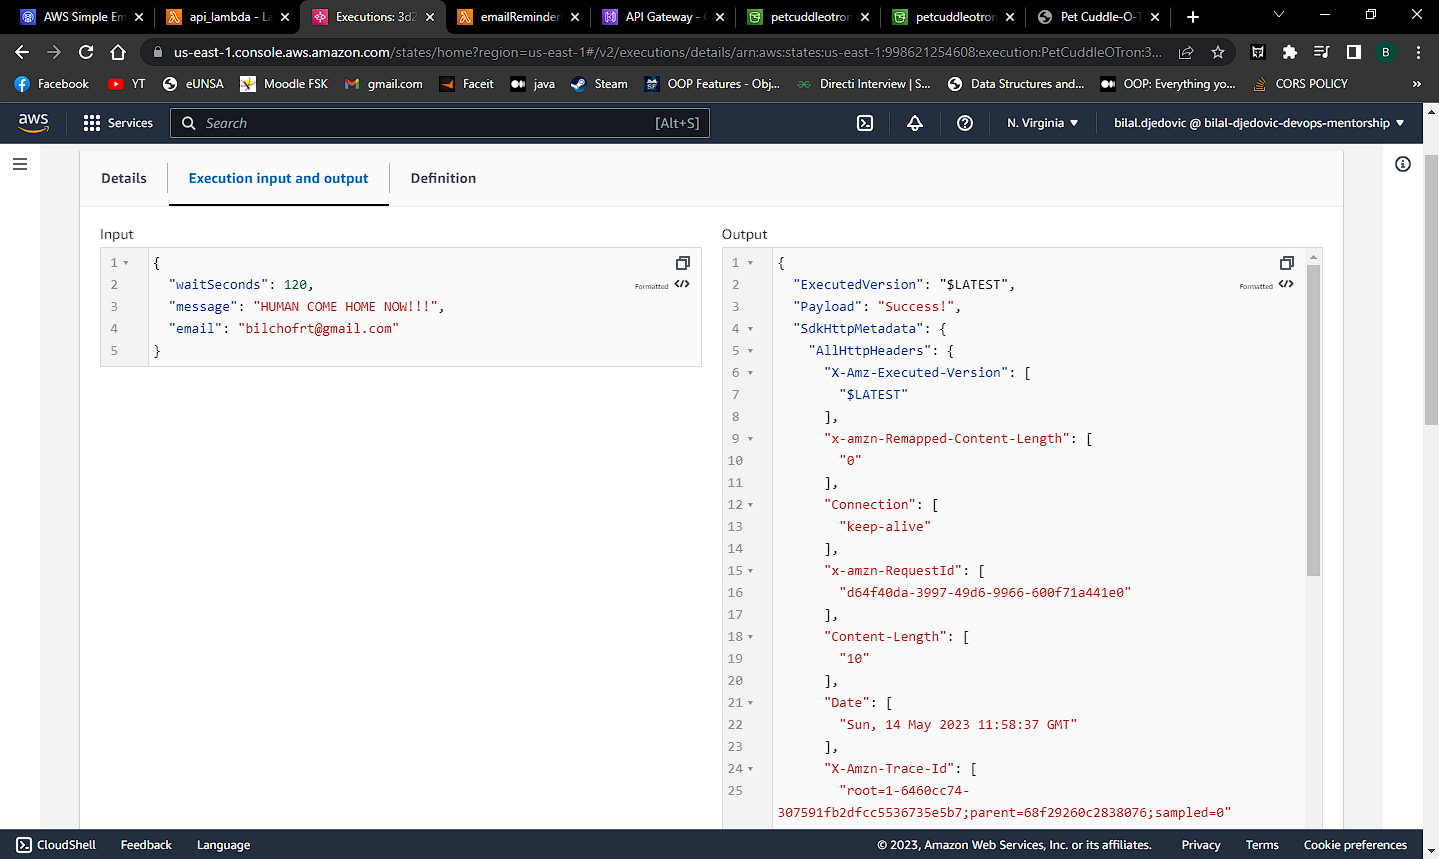 AWS Simple Em
api_lambda - La
Executions: 3d2
emailReminder
API Gateway -
petcuddleotron
petcuddleotron
Pet Cuddle-O-T
us-east-1.console.aws.amazon.com/states/home?region=us-east-1#/v2/executions/details/arn:aws:states:us-east-1:998621254608:execution:PetCuddleOTron:3...
B
Facebook
YT
eUNSA
Moodle FSK
gmail.com
Faceit
java
Steam
OOP Features - Obj...
Directi Interview | S...
Data Structures and...
OOP: Everything yo...
CORS POLICY
»
aws
Services
Search
[Alt+S]
N. Virginia
bilal.djedovic @ bilal-djedovic-devops-mentorship
Details
Execution input and output
Definition
Input
Formatted
1 {
2 "waitSeconds": 120,
3 "message": "HUMAN COME HOME NOW!!!",
4 "email": "bilchofrt@gmail.com"
5 }
Output
Formatted
1 {
2 "ExecutedVersion": "$LATEST",
3 "Payload": "Success!",
4 "SdkHttpMetadata": {
5 "AllHttpHeaders": {
6 "X-Amz-Executed-Version": [
7 "$LATEST"
8 ],
9 "x-amzn-Remapped-Content-Length": [
10 "0"
11 ],
12 "Connection": [
13 "keep-alive"
14 ],
15 "x-amzn-RequestId": [
16 "d64f40da-3997-49d6-9966-600f71a441e0"
17 ],
18 "Content-Length": [
19 "10"
20 ],
21 "Date": [
22 "Sun, 14 May 2023 11:58:37 GMT"
23 ],
24 "X-Amzn-Trace-Id": [
25 "root=1-6460cc74-
307591fb2dfcc5536735e5b7;parent=68f29260c2838076;sampled=0"
CloudShell
Feedback
Language
© 2023, Amazon Web Services, Inc. or its affiliates.
Privacy
Terms
Cookie preferences